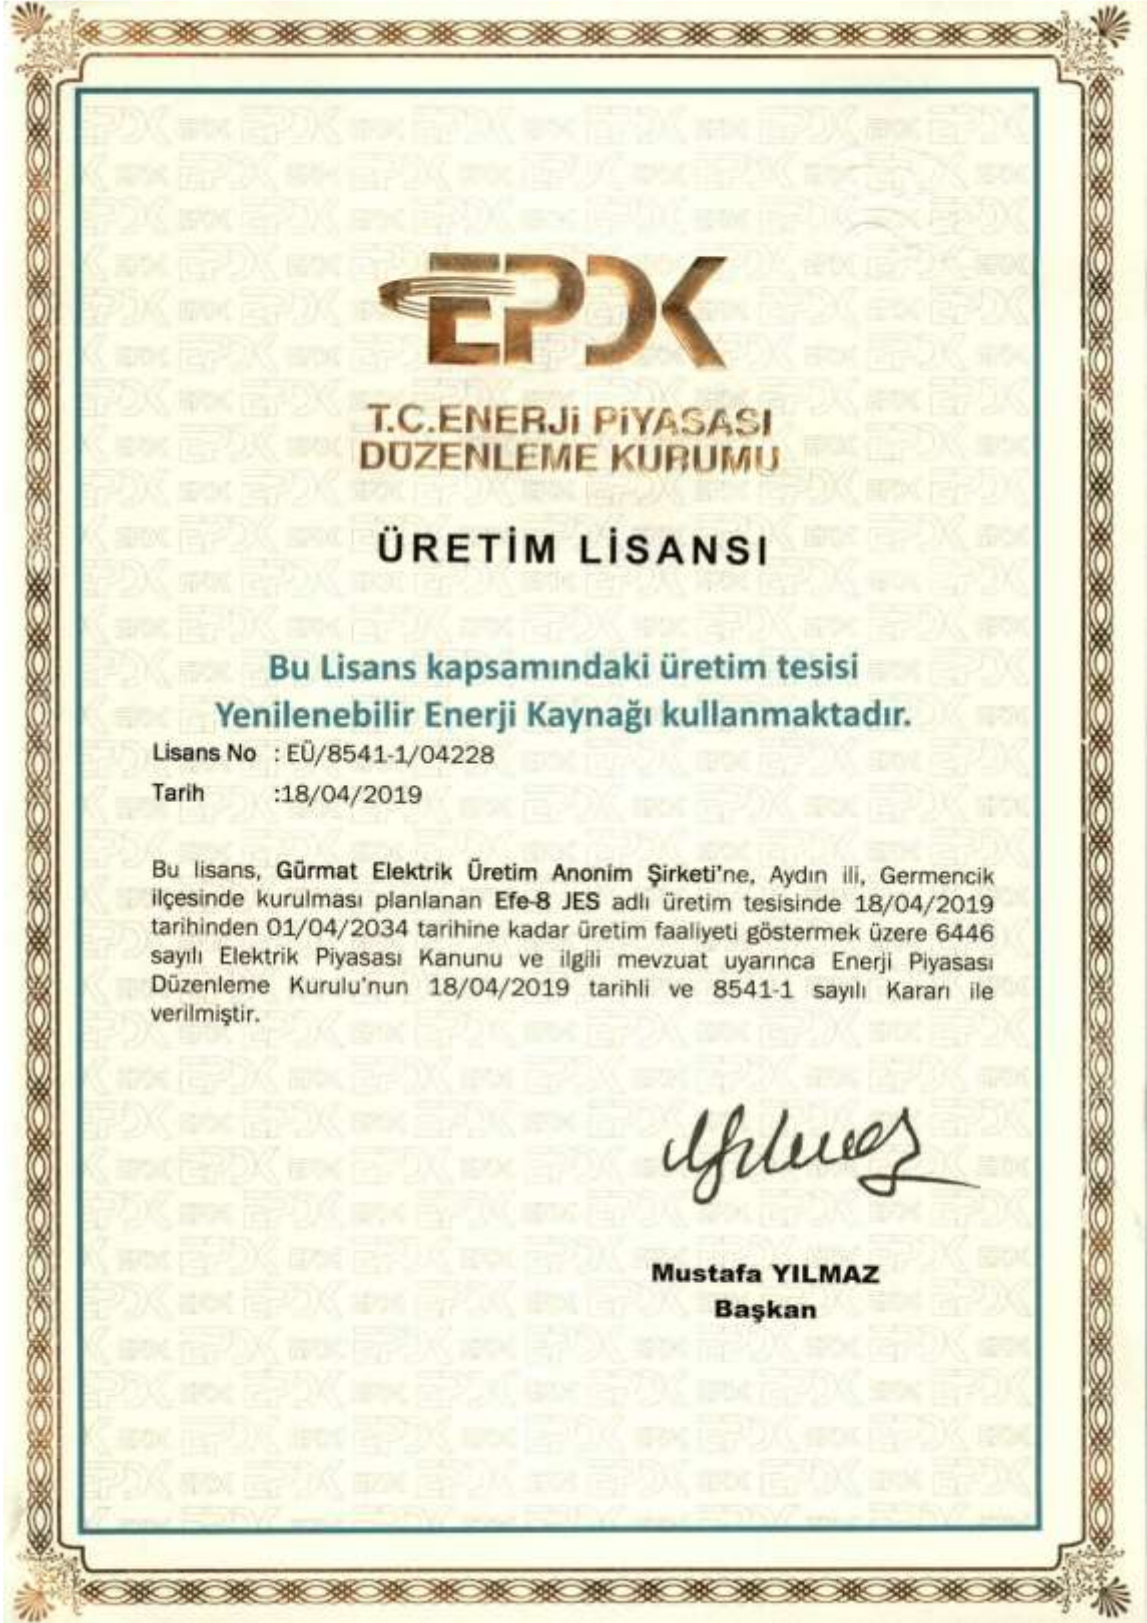 EPDK
T.C.ENERJİ PİYASASI
DÜZENLEME KURUMU
ÜRETİM LİSANSI
Bu Lisans kapsamındaki üretim tesisi
Yenilenebilir Enerji Kaynağı kullanmaktadır.
Lisans No : EÜ/8541-1/04228
Tarih :18/04/2019
Bu lisans, Gürmat Elektrik Üretim Anonim Şirketi'ne, Aydın ili, Germencik
ilçesinde kurulması planlanan Efe-8 JES adlı üretim tesisinde 18/04/2019
tarihinden 01/04/2034 tarihine kadar üretim faaliyeti göstermek üzere 6446
sayılı Elektrik Piyasası Kanunu ve ilgili mevzuat uyarınca Enerji Piyasası
Düzenleme Kurulu'nun 18/04/2019 tarihli ve 8541-1 sayılı Kararı ile
verilmiştir.
Mustafa YILMAZ
Başkan